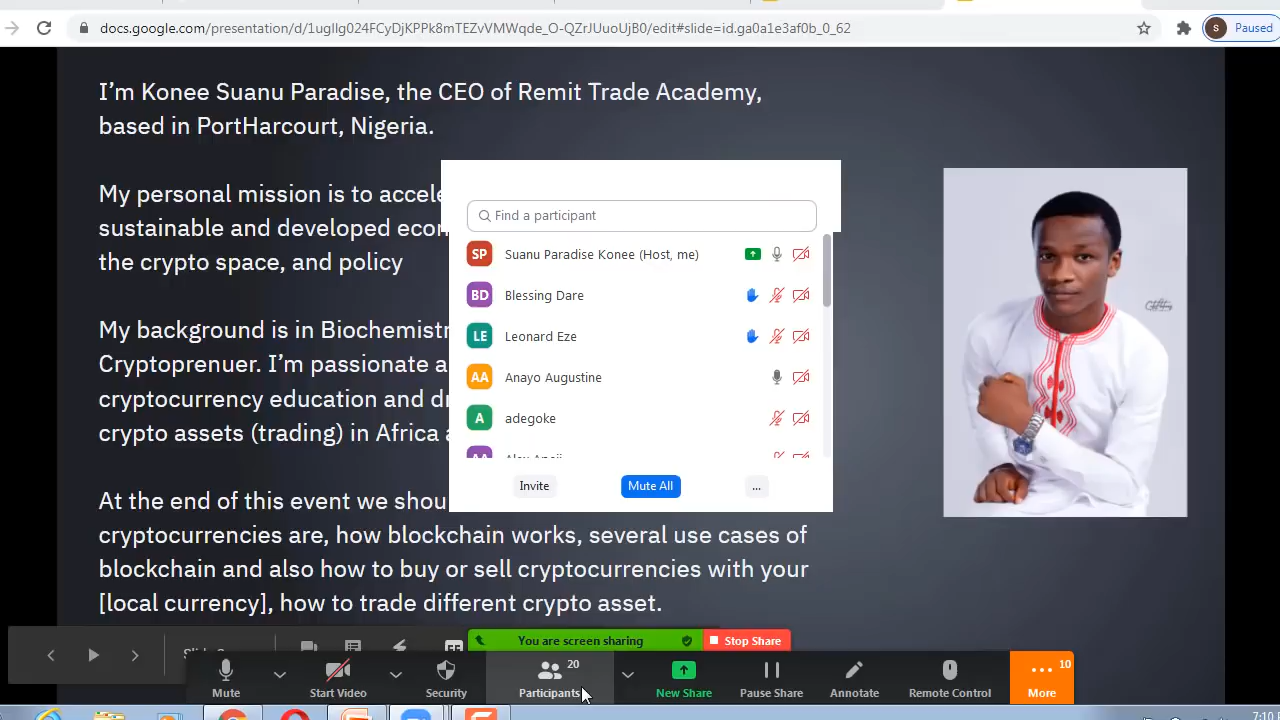 docs.google.com/presentation/d/1ugIlg024FCyDjKPPk8mTEZyVMWqde_O-QZrJUuoUjB0/edit#slide=id.ga0a1e3af0b_0_62
S
Paused
I'm Konee Suanu Paradise, the CEO of Remit Trade Academy,
based in PortHarcourt, Nigeria.
My personal mission is to
sustainable and developed
the crypto space, and policy
My background is in
Cryptoprenuer. I'm passionate
cryptocurrency education and
crypto assets (trading) in Africa
At the end of this event we
cryptocurrencies are, how blockchain works, several use cases of
blockchain and also how to buy or sell cryptocurrencies with your
[local currency], how to trade different crypto asset.
Find a participant
SP Suanu Paradise Konee (Host, me)
BD Blessing Dare
LE Leonard Eze
AA Anayo Augustine
A adegoke
Invite
Mute All
...
You are screen sharing
Stop Share
Mute
Start Video
Security
20
Participants
New Share
Pause Share
Annotate
Remote Control
10
More